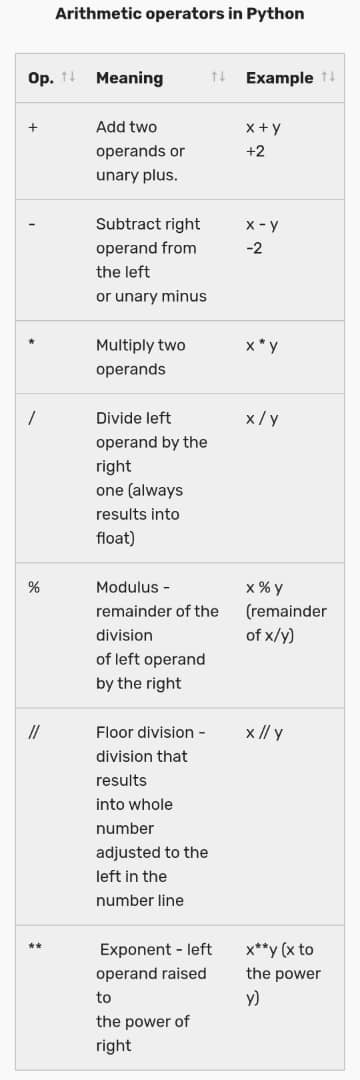 Arithmetic operators in Python
Op. ↑↓ Meaning ↑↓ Example ↑↓
+ Add two x + y
operands or +2
unary plus.
- Subtract right x - y
operand from -2
the left
or unary minus
* Multiply two x * y
operands
/ Divide left x / y
operand by the
right
one (always
results into
float)
% Modulus - x % y
remainder of the (remainder
division of x/y)
of left operand
by the right
// Floor division - x // y
division that
results
into whole
number
adjusted to the
left in the
number line
** Exponent - left x**y (x to
operand raised the power
to y)
the power of
right